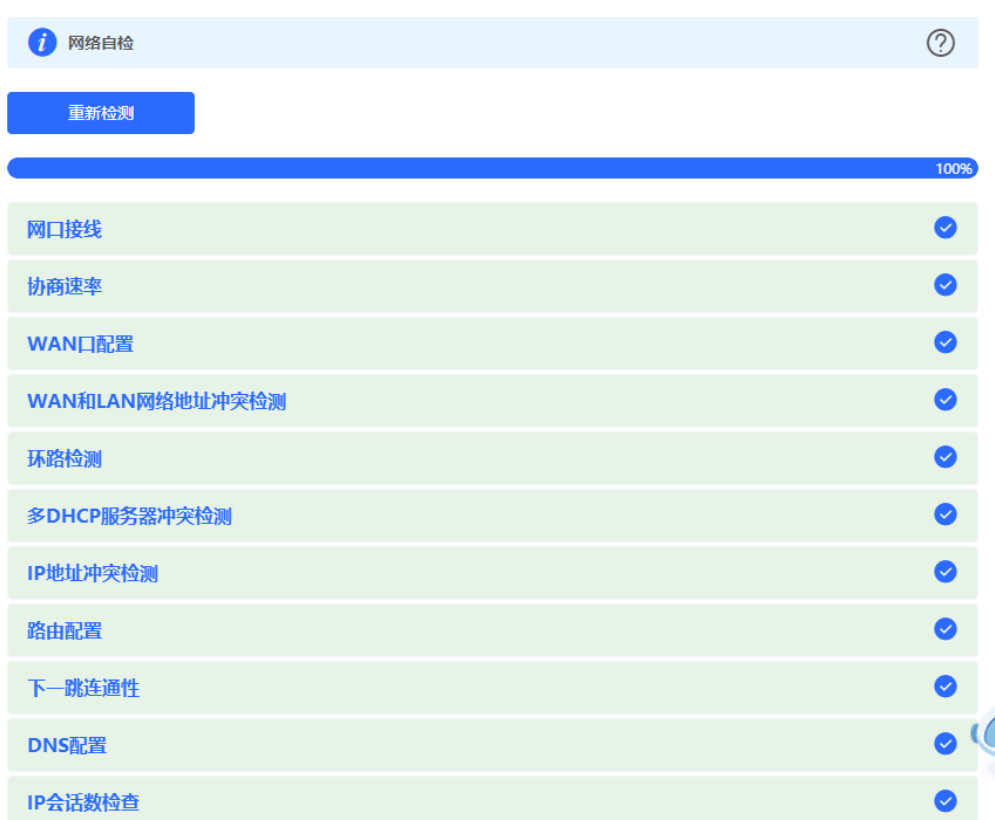 网络自检
重新检测
100%
网口接线
协商速率
WAN口配置
WAN和LAN网络地址冲突检测
环路检测
多DHCP服务器冲突检测
IP地址冲突检测
路由配置
下一跳连通性
DNS配置
IP会话数检查